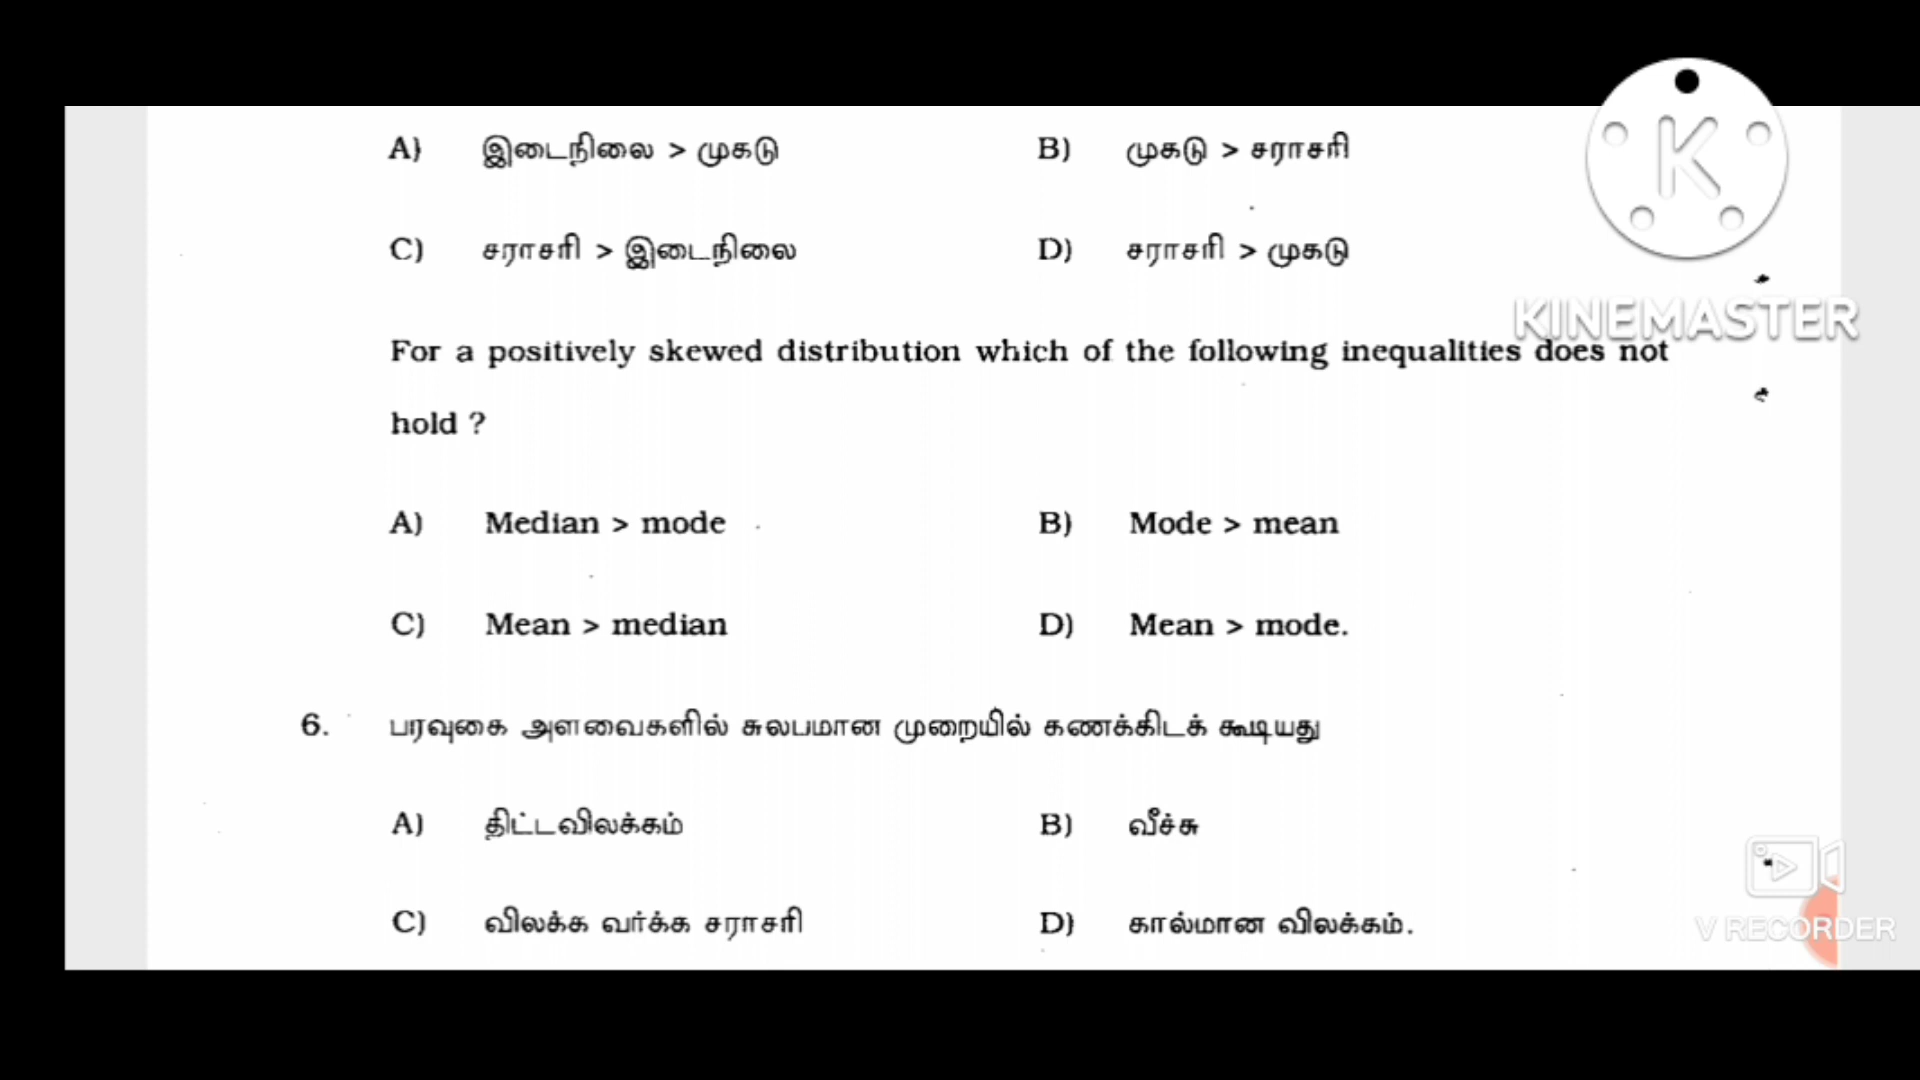 A) இடைநிலை > முகடு B) முகடு > சராசரி
C) சராசரி > இடைநிலை D) சராசரி > முகடு
K
KINEMASTER
For a positively skewed distribution which of the following inequalities does not
hold ?
A) Median > mode B) Mode > mean
C) Mean > median D) Mean > mode.
6. பரவுகை அளவைகளில் சுலபமான முறையில் கணக்கிடக் கூடியது
A) திட்டவிலக்கம் B) வீச்சு
C) விலக்க வர்க்க சராசரி D) கால்மான விலக்கம்.
V RECORDER